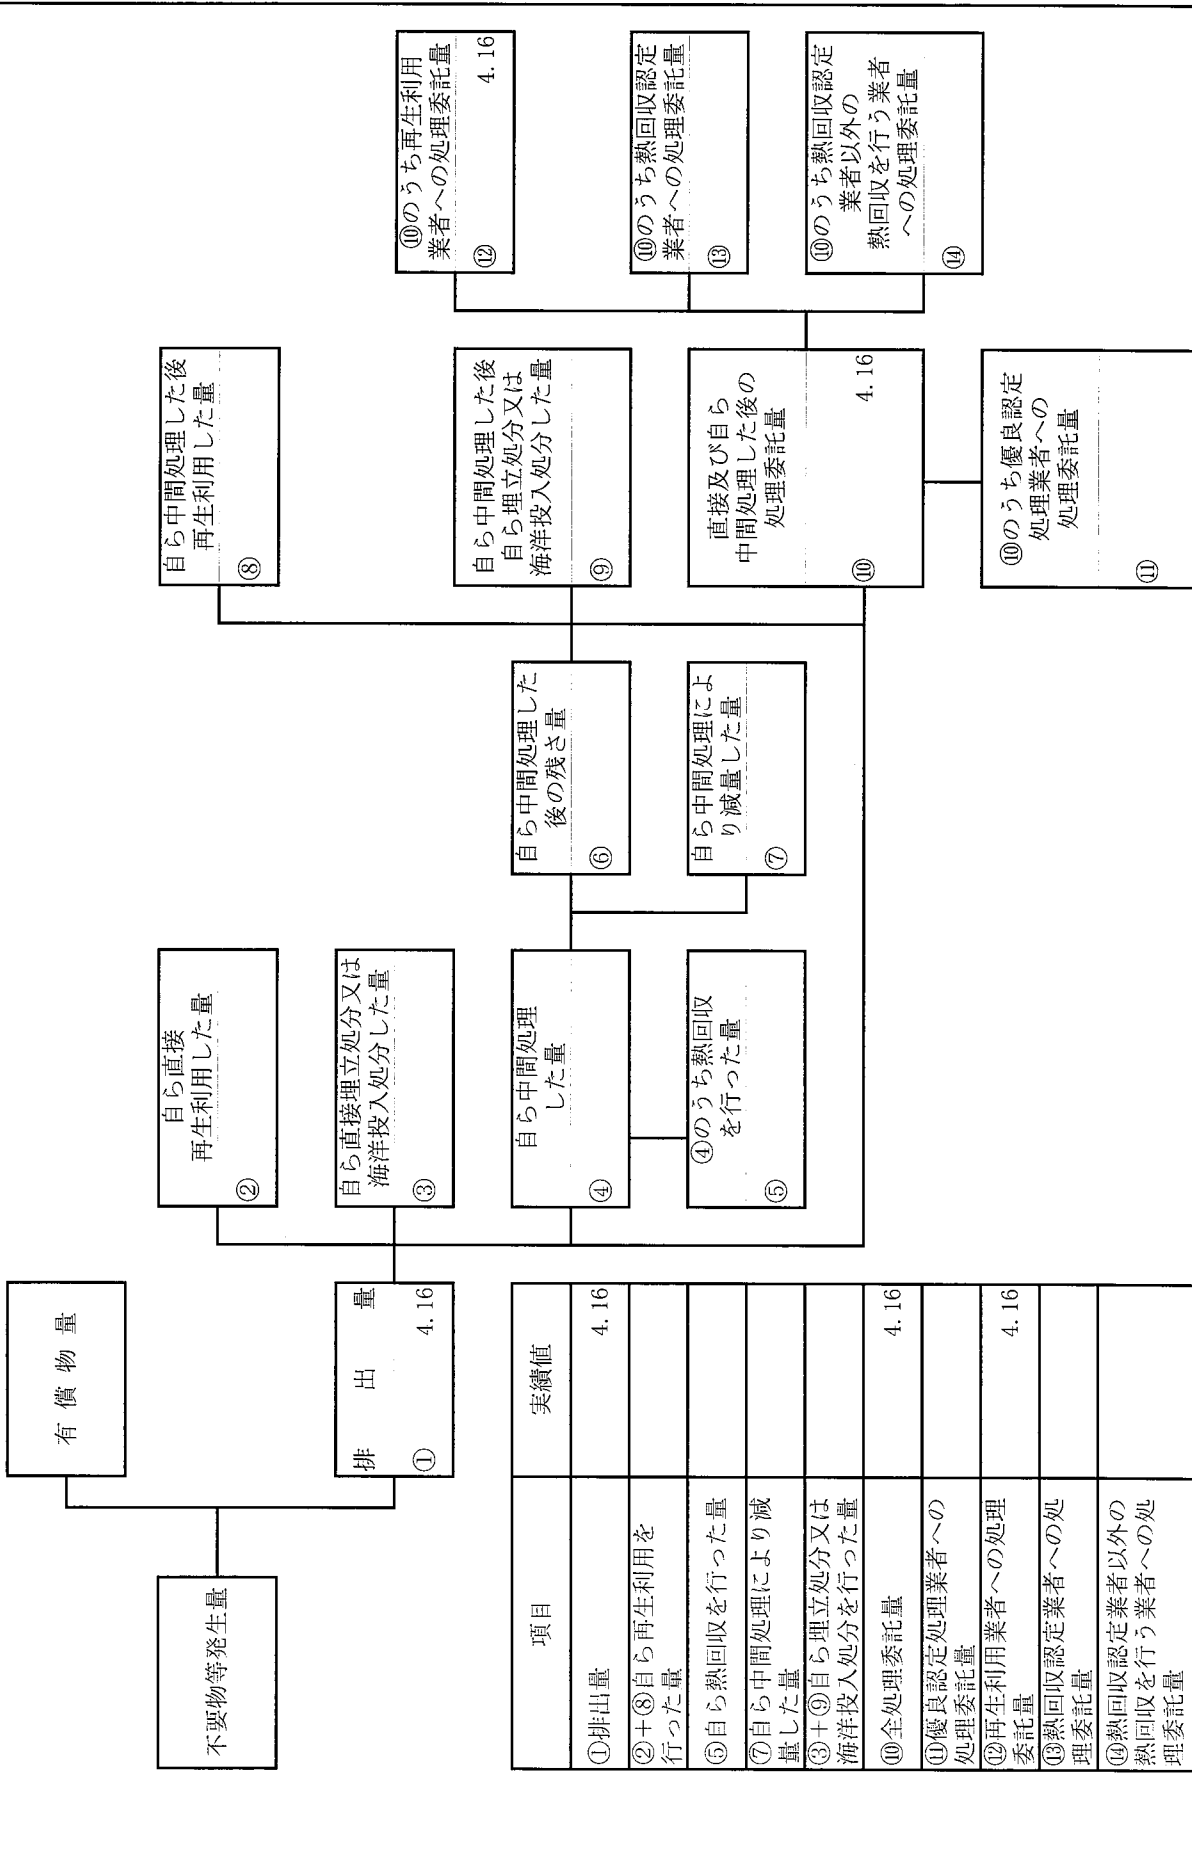 不要物等発生量
有償物量
排出量
① 4.16
自ら直接
再生利用した量
②
自ら直接埋立処分又は
海洋投入処分した量
③
自ら中間処理
した量
④
④のうち熱回収
を行った量
⑤
自ら中間処理した
後の残さ量
⑥
自ら中間処理によ
り減量した量
⑦
自ら中間処理した後
再生利用した量
⑧
自ら中間処理した後
自ら埋立処分又は
海洋投入処分した量
⑨
直接及び自ら
中間処理した後の
処理委託量
⑩ 4.16
⑩のうち優良認定
処理業者への
処理委託量
⑪
⑩のうち再生利用
業者への処理委託量
⑫ 4.16
⑩のうち熱回収認定
業者への処理委託量
⑬
⑩のうち熱回収認定
業者以外の
熱回収を行う業者
への処理委託量
⑭
項目 実績値
①排出量 4.16
②+⑧自ら再生利用を
行った量
⑤自ら熱回収を行った量
⑦自ら中間処理により減
量した量
③+⑨自ら埋立処分又は
海洋投入処分を行った量
⑩全処理委託量 4.16
⑪優良認定処理業者への
処理委託量
⑫再生利用業者への処理
委託量 4.16
⑬熱回収認定業者への処
理委託量
⑭熱回収認定業者以外の
熱回収を行う業者への処
理委託量